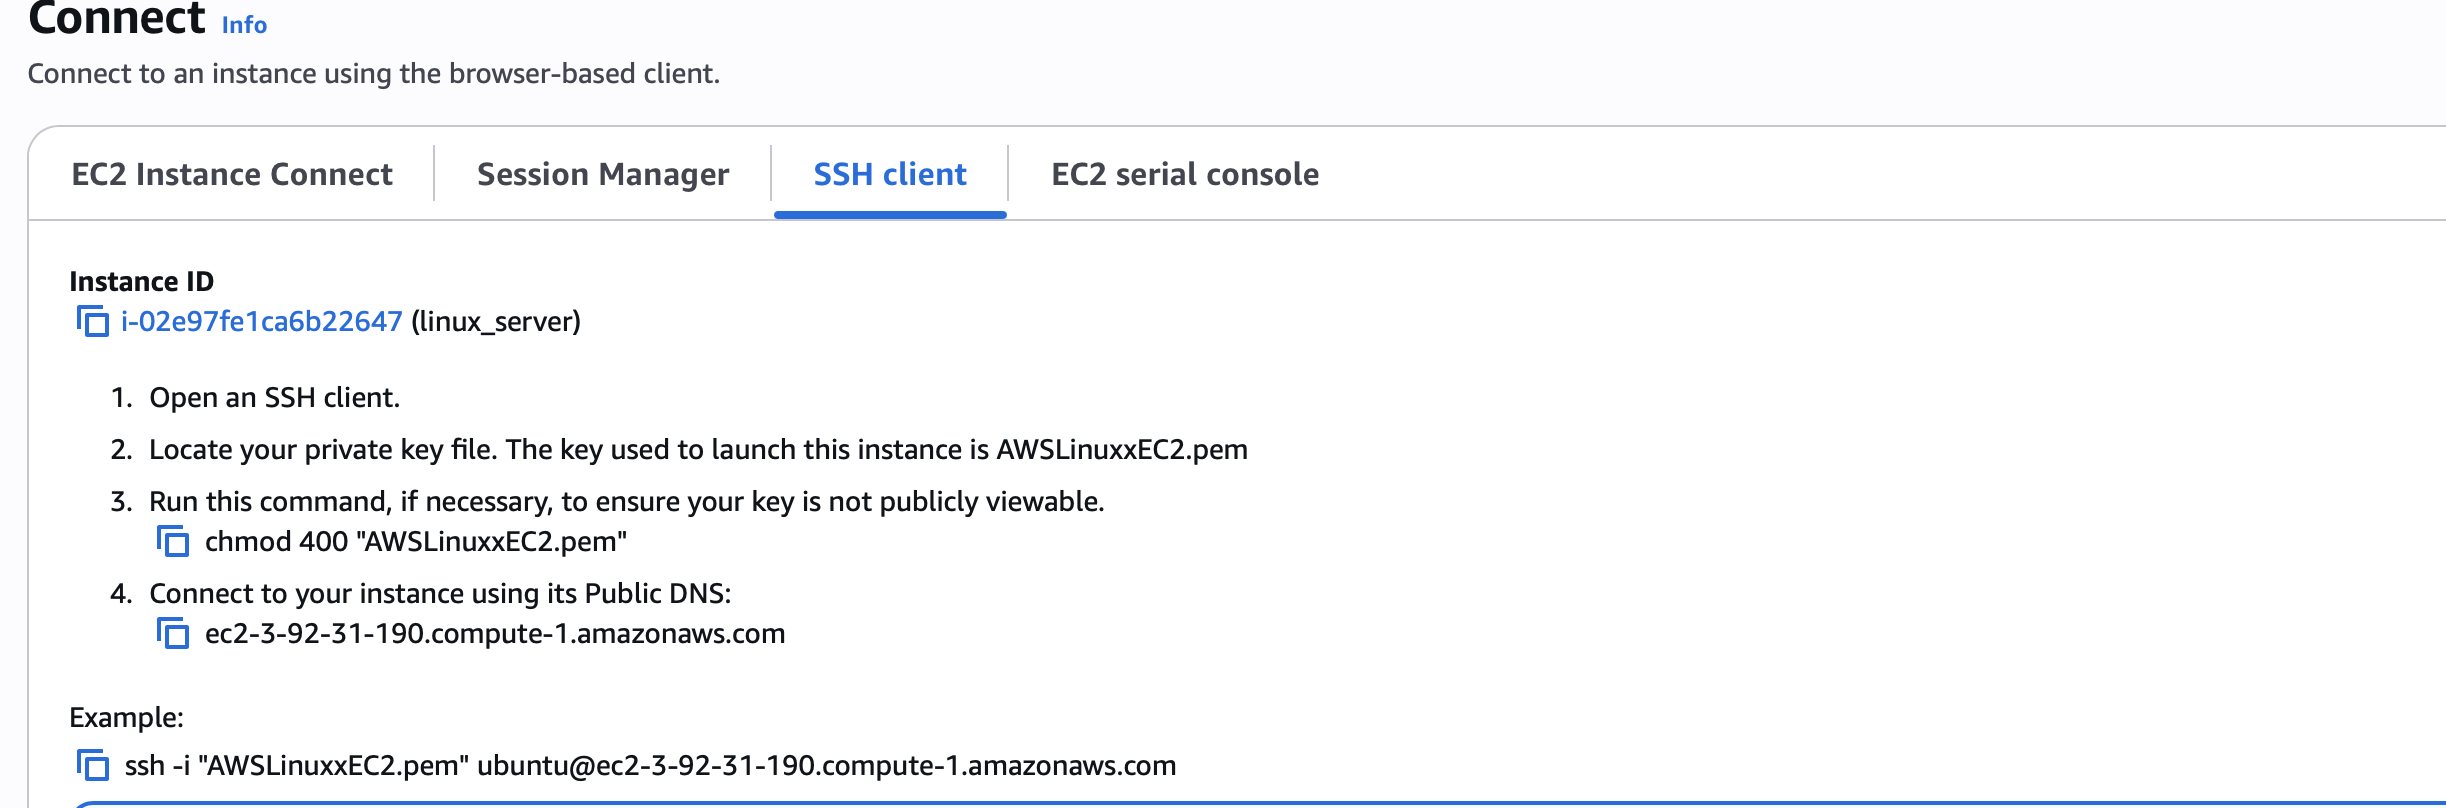 Connect Info
Connect to an instance using the browser-based client.
EC2 Instance Connect Session Manager SSH client EC2 serial console
Instance ID
i-02e97fe1ca6b22647 (linux_server)
1. Open an SSH client.
2. Locate your private key file. The key used to launch this instance is AWSLinuxxEC2.pem
3. Run this command, if necessary, to ensure your key is not publicly viewable.
chmod 400 "AWSLinuxxEC2.pem"
4. Connect to your instance using its Public DNS:
ec2-3-92-31-190.compute-1.amazonaws.com
Example:
ssh -i "AWSLinuxxEC2.pem" ubuntu@ec2-3-92-31-190.compute-1.amazonaws.com